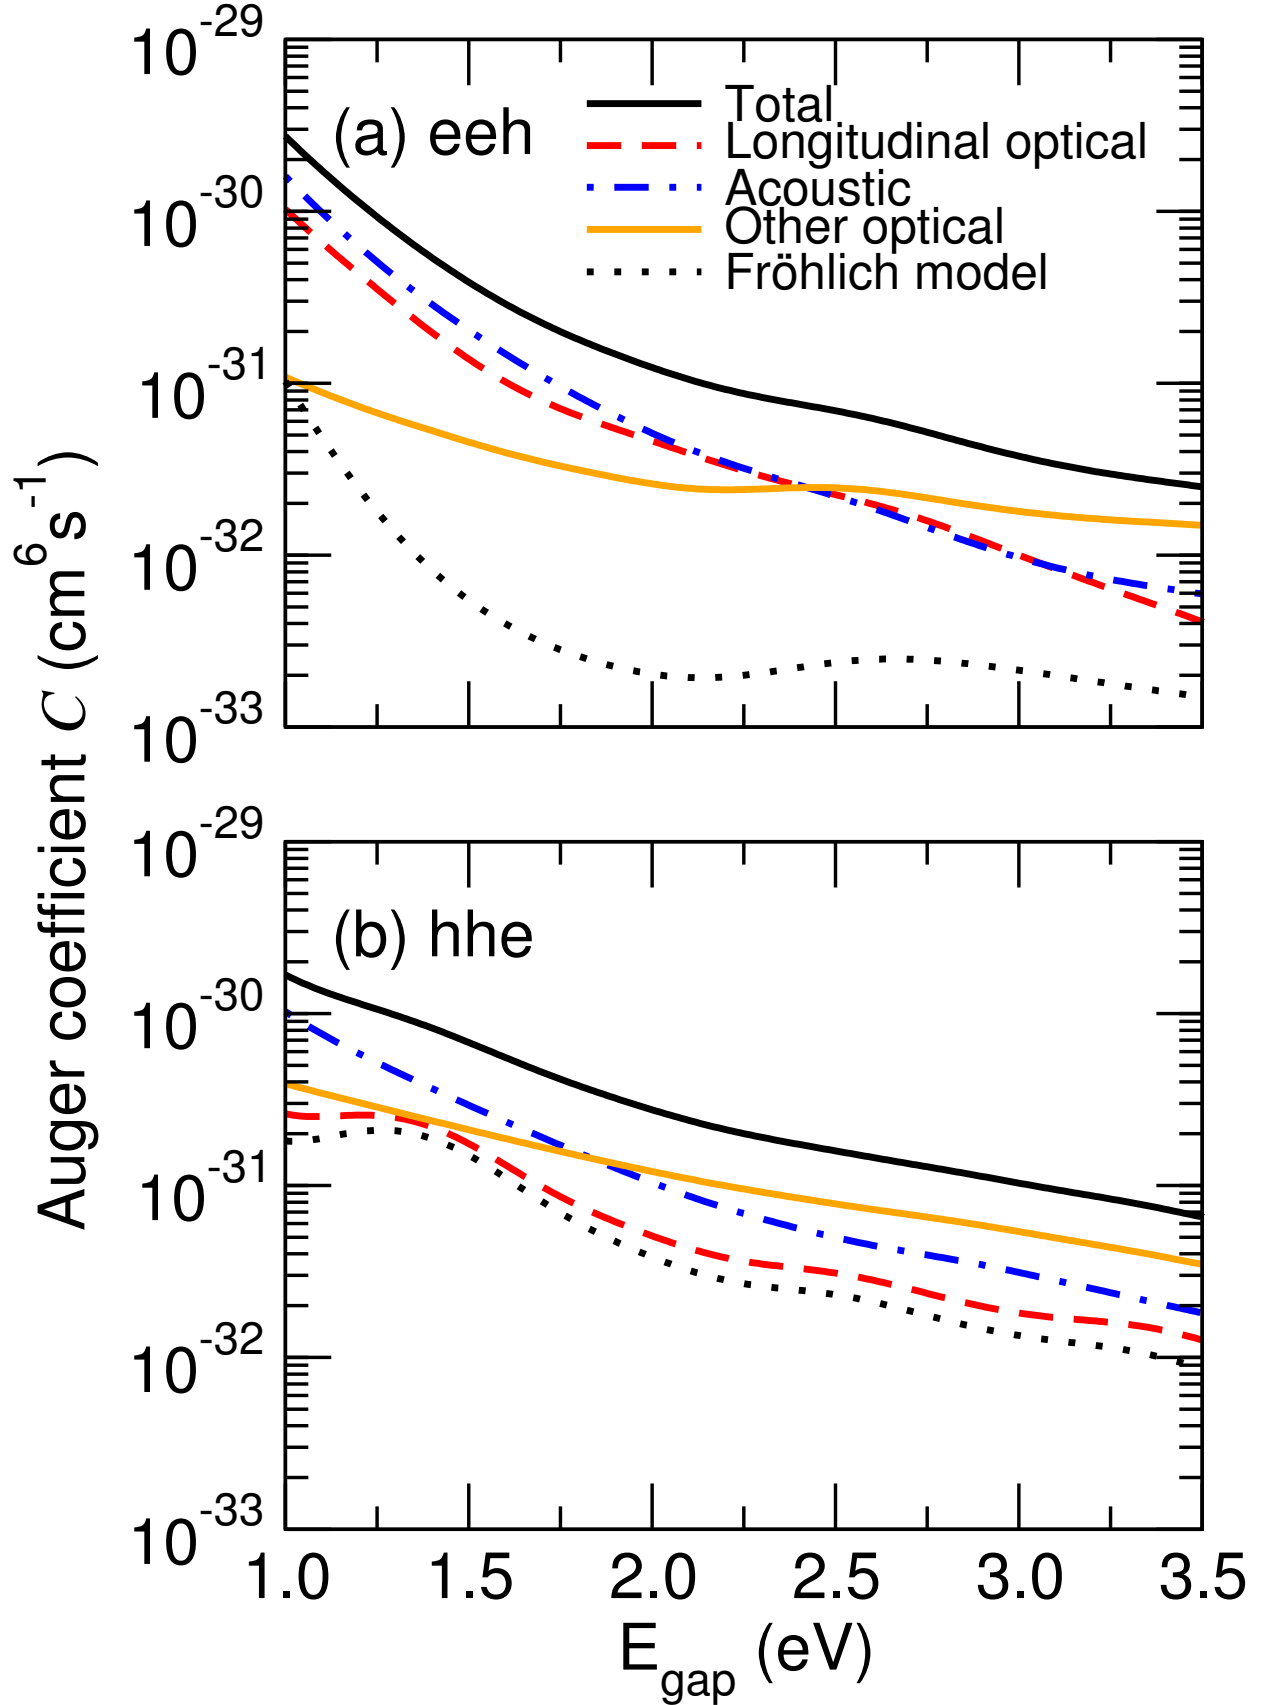 10^-29
(a) eeh
Total
Longitudinal optical
Acoustic
Other optical
Fröhlich model
10^-30
10^-31
10^-32
10^-33
Auger coefficient C (cm^6 s^-1)
10^-29
(b) hhe
10^-30
10^-31
10^-32
10^-33
1.0 1.5 2.0 2.5 3.0 3.5
E_gap (eV)